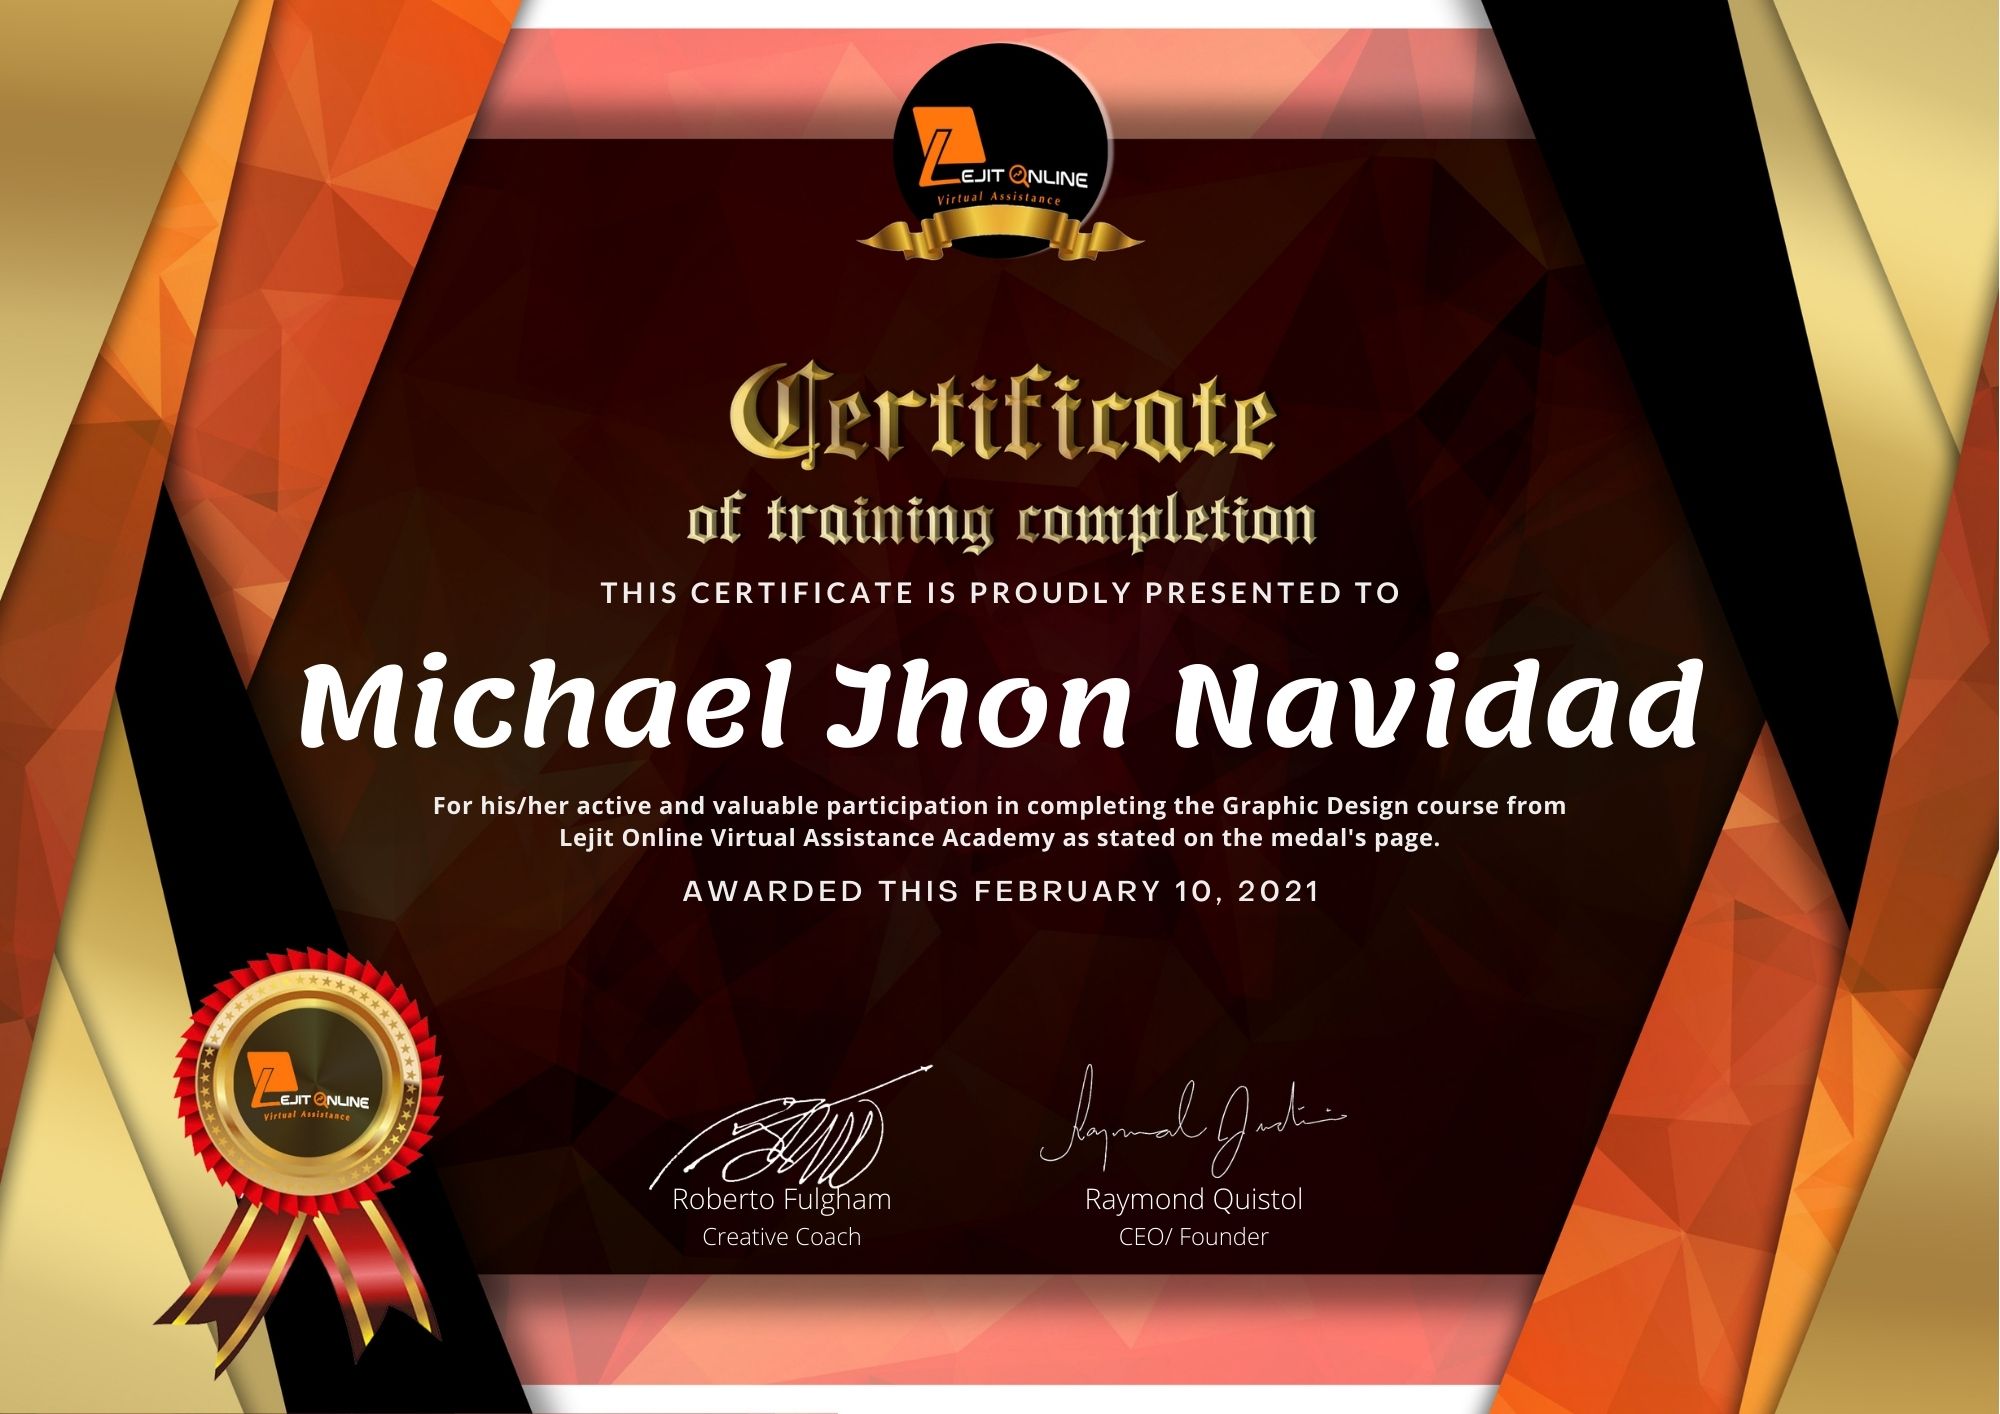 LEJIT ONLINE
Virtual Assistance
Certificate
of training completion
THIS CERTIFICATE IS PROUDLY PRESENTED TO
Michael Jhon Navidad
For his/her active and valuable participation in completing the Graphic Design course from
Lejit Online Virtual Assistance Academy as stated on the medal's page.
AWARDED THIS FEBRUARY 10, 2021
LEJIT ONLINE
Virtual Assistance
Roberto Fulgham
Raymond Quistol
Creative Coach
CEO/ Founder